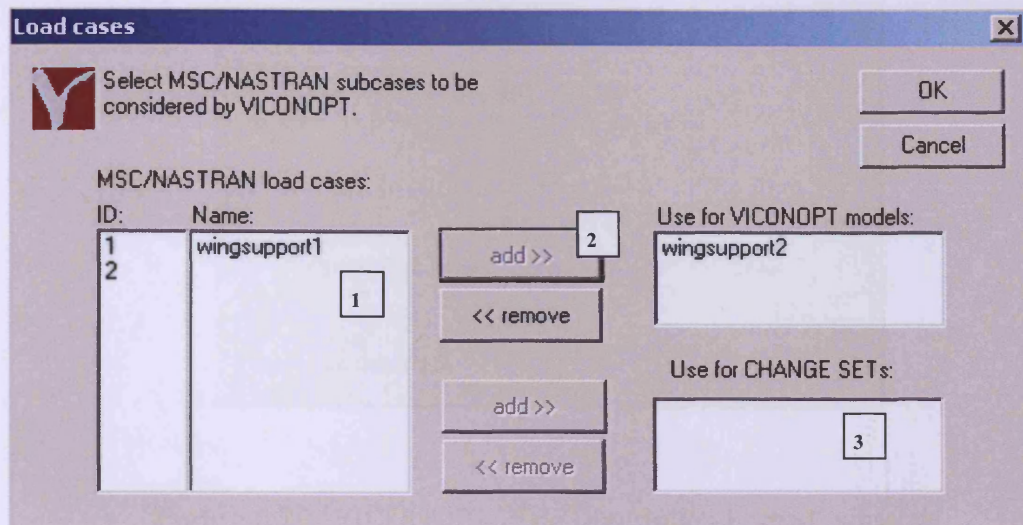 Load cases
Select MSC/NASTRAN subcases to be
considered by VICONOPT.
OK
Cancel
MSC/NASTRAN load cases:
ID:
Name:
1
2
wingsupport1
1
add >>
2
<< remove
Use for VICONOPT models:
wingsupport2
add >>
<< remove
Use for CHANGE SETs:
3